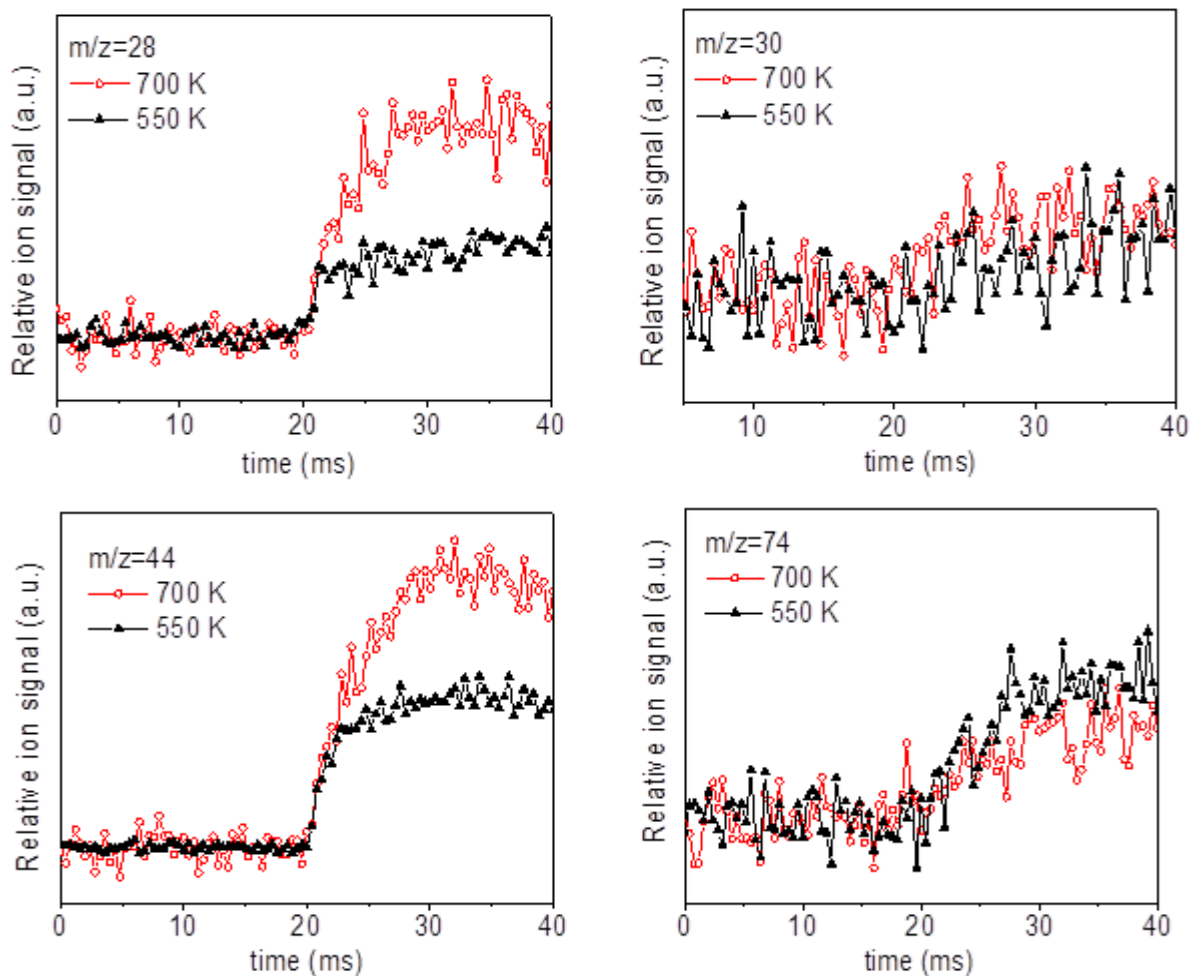 m/z=28
700 K
550 K
Relative ion signal (a.u.)
0 10 20 30 40
time (ms)
m/z=30
700 K
550 K
Relative ion signal (a.u.)
10 20 30 40
time (ms)
m/z=44
700 K
550 K
Relative ion signal (a.u.)
0 10 20 30 40
time (ms)
m/z=74
700 K
550 K
Relative ion signal (a.u.)
0 10 20 30 40
time (ms)